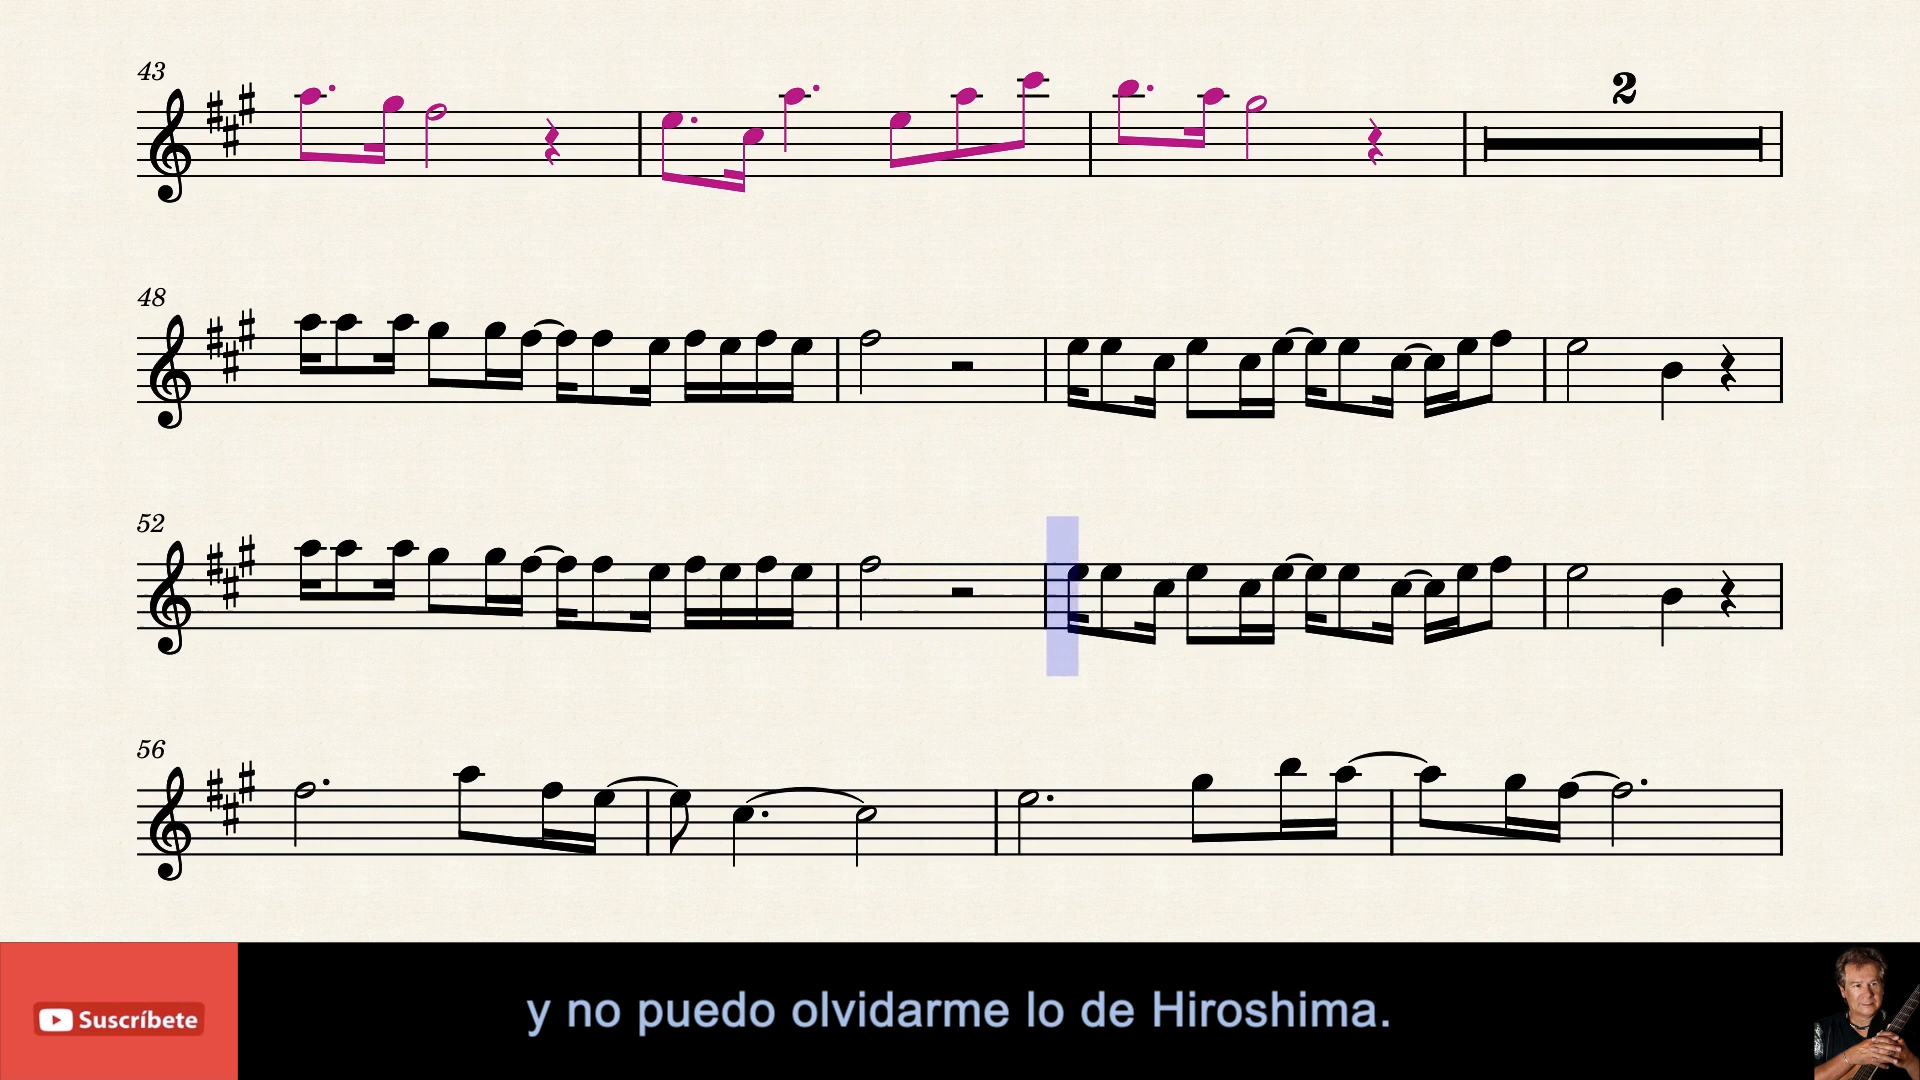 43
2
48
52
56
Suscríbete
y no puedo olvidarme lo de Hiroshima.